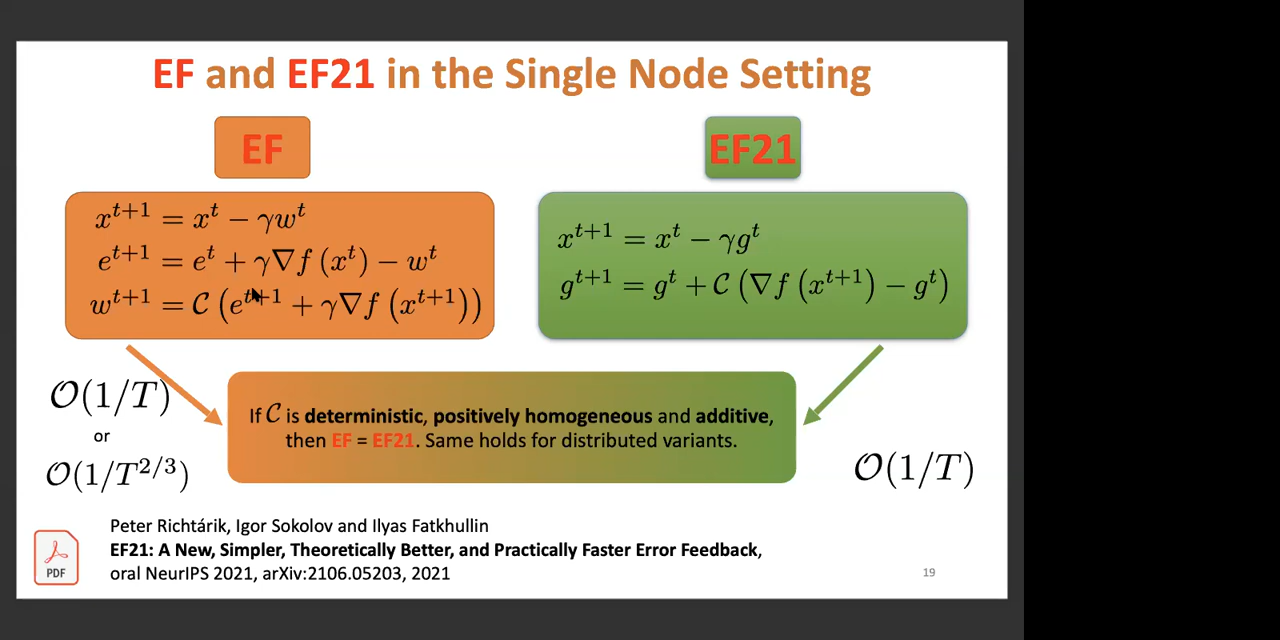 EF and EF21 in the Single Node Setting
EF
x^{t+1} = x^t − γw^t
e^{t+1} = e^t + γ∇f (x^t) − w^t
w^{t+1} = C (e^{t+1} + γ∇f (x^{t+1}))
EF21
x^{t+1} = x^t − γg^t
g^{t+1} = g^t + C (∇f (x^{t+1}) − g^t)
O(1/T)
or
O(1/T^{2/3})
If C is deterministic, positively homogeneous and additive,
then EF = EF21. Same holds for distributed variants.
O(1/T)
PDF
Peter Richtárik, Igor Sokolov and Ilyas Fatkhullin
EF21: A New, Simpler, Theoretically Better, and Practically Faster Error Feedback,
oral NeurIPS 2021, arXiv:2106.05203, 2021
19